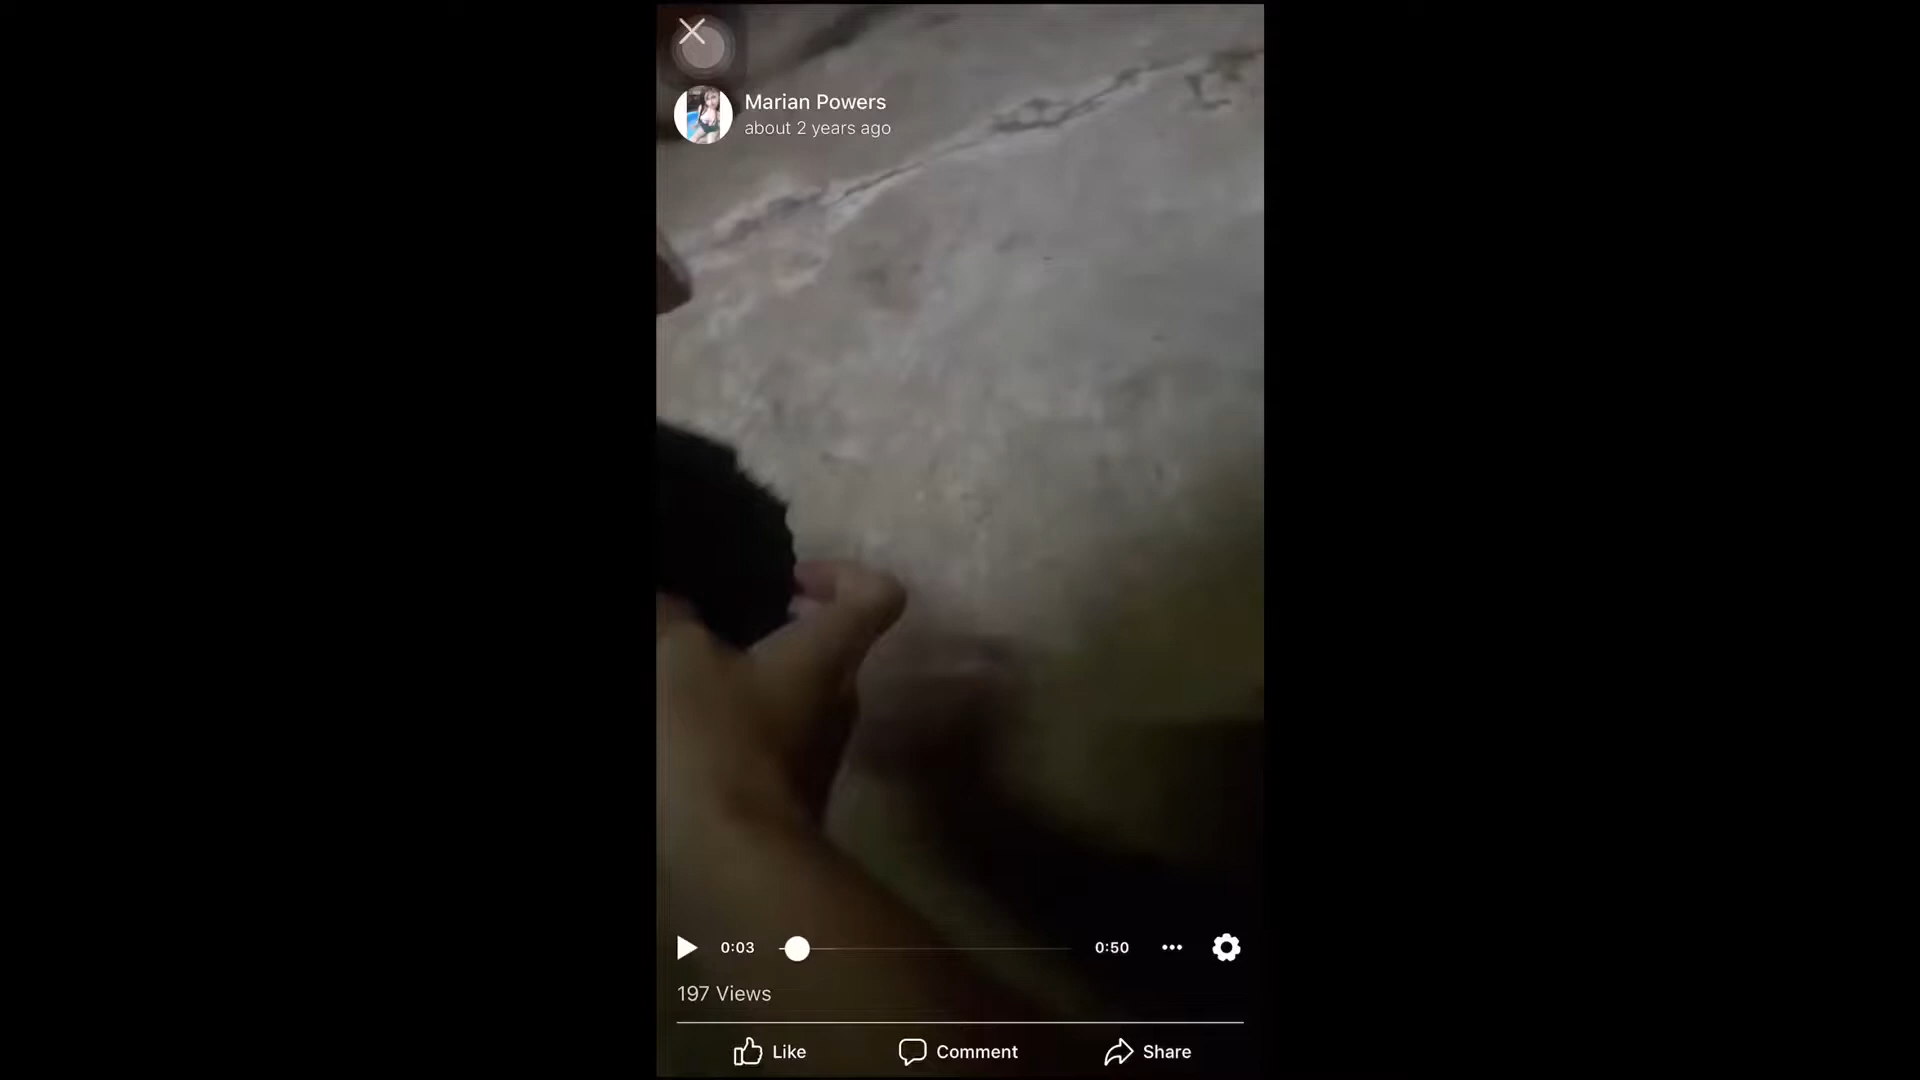 Marian Powers
about 2 years ago
0:03
0:50
197 Views
Like
Comment
Share